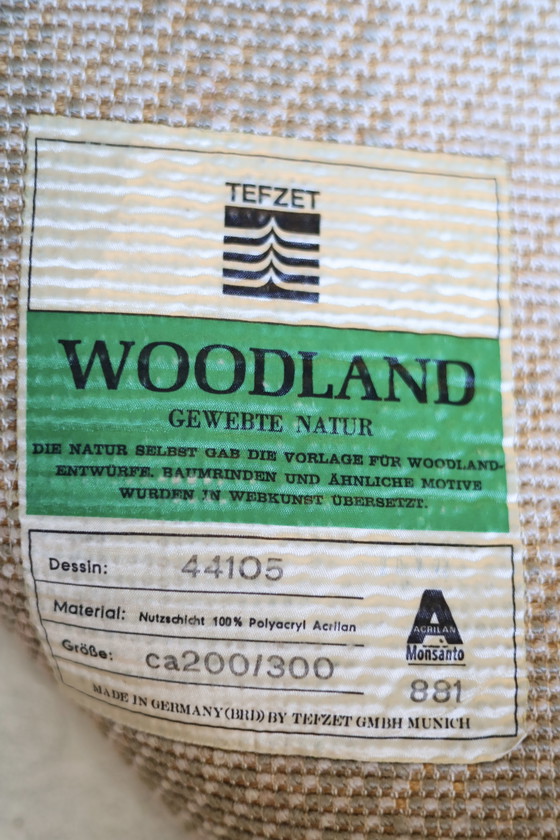 TEFZET
WOODLAND
GEWEBTE NATUR
DIE NATUR SELBST GAB DIE VORLAGE FÜR WOODLAND-
ENTWÜRFE. BAUMRINDEN UND ÄHNLICHE MOTIVE
WURDEN IN WEBKUNST ÜBERSETZT.
Dessin: 44105
Material: Nutzschicht 100% Polyacryl Acrilan
Größe: ca200/300
A
ACRILAN
Monsanto
881
MADE IN GERMANY(BRD) BY TEFZET GMBH MUNICH